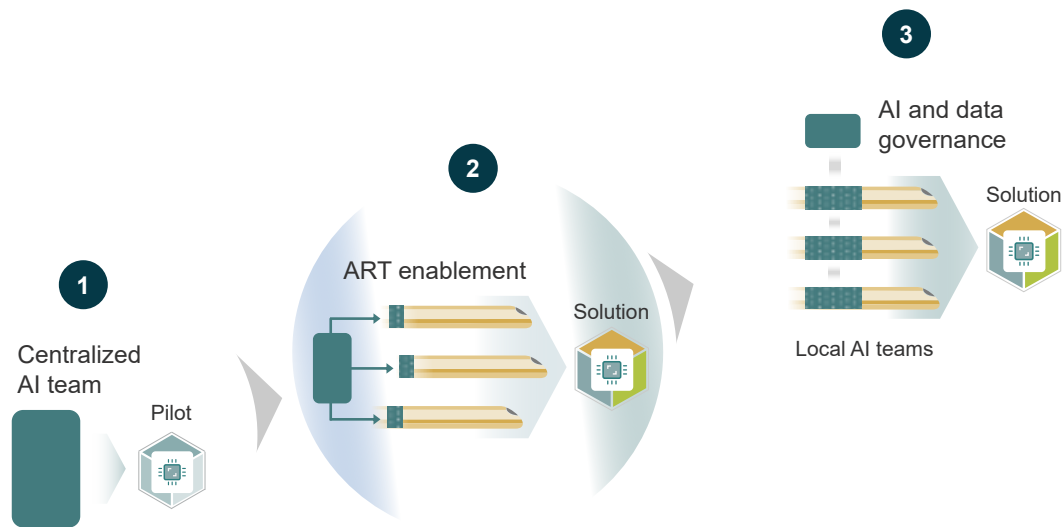 1
Centralized
AI team
Pilot
2
ART enablement
Solution
3
AI and data
governance
Solution
Local AI teams